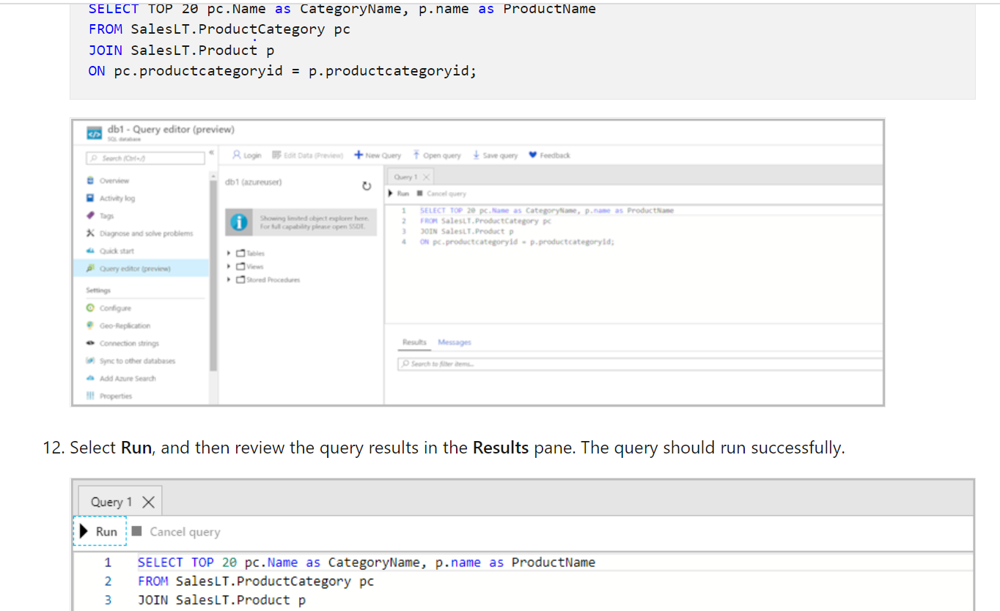 SELECT TOP 20 pc.Name as CategoryName, p.name as ProductName
FROM SalesLT.ProductCategory pc
JOIN SalesLT.Product p
ON pc.productcategoryid = p.productcategoryid;
db1 - Query editor (preview)
SQL database
Search (Ctrl+/)
Overview
Activity log
Tags
Diagnose and solve problems
Quick start
Query editor (preview)
Settings
Configure
Geo-Replication
Connection strings
Sync to other databases
Add Azure Search
Properties
Login Edit Data (Preview) New Query Open query Save query Feedback
db1 (azureuser)
Showing limited object explorer here.
For full capability please open SSDT.
Tables
Views
Stored Procedures
Query 1
Run Cancel query
1 SELECT TOP 20 pc.Name as CategoryName, p.name as ProductName
2 FROM SalesLT.ProductCategory pc
3 JOIN SalesLT.Product p
4 ON pc.productcategoryid = p.productcategoryid;
Results Messages
Search to filter items...
12. Select Run, and then review the query results in the Results pane. The query should run successfully.
Query 1
Run Cancel query
1 SELECT TOP 20 pc.Name as CategoryName, p.name as ProductName
2 FROM SalesLT.ProductCategory pc
3 JOIN SalesLT.Product p